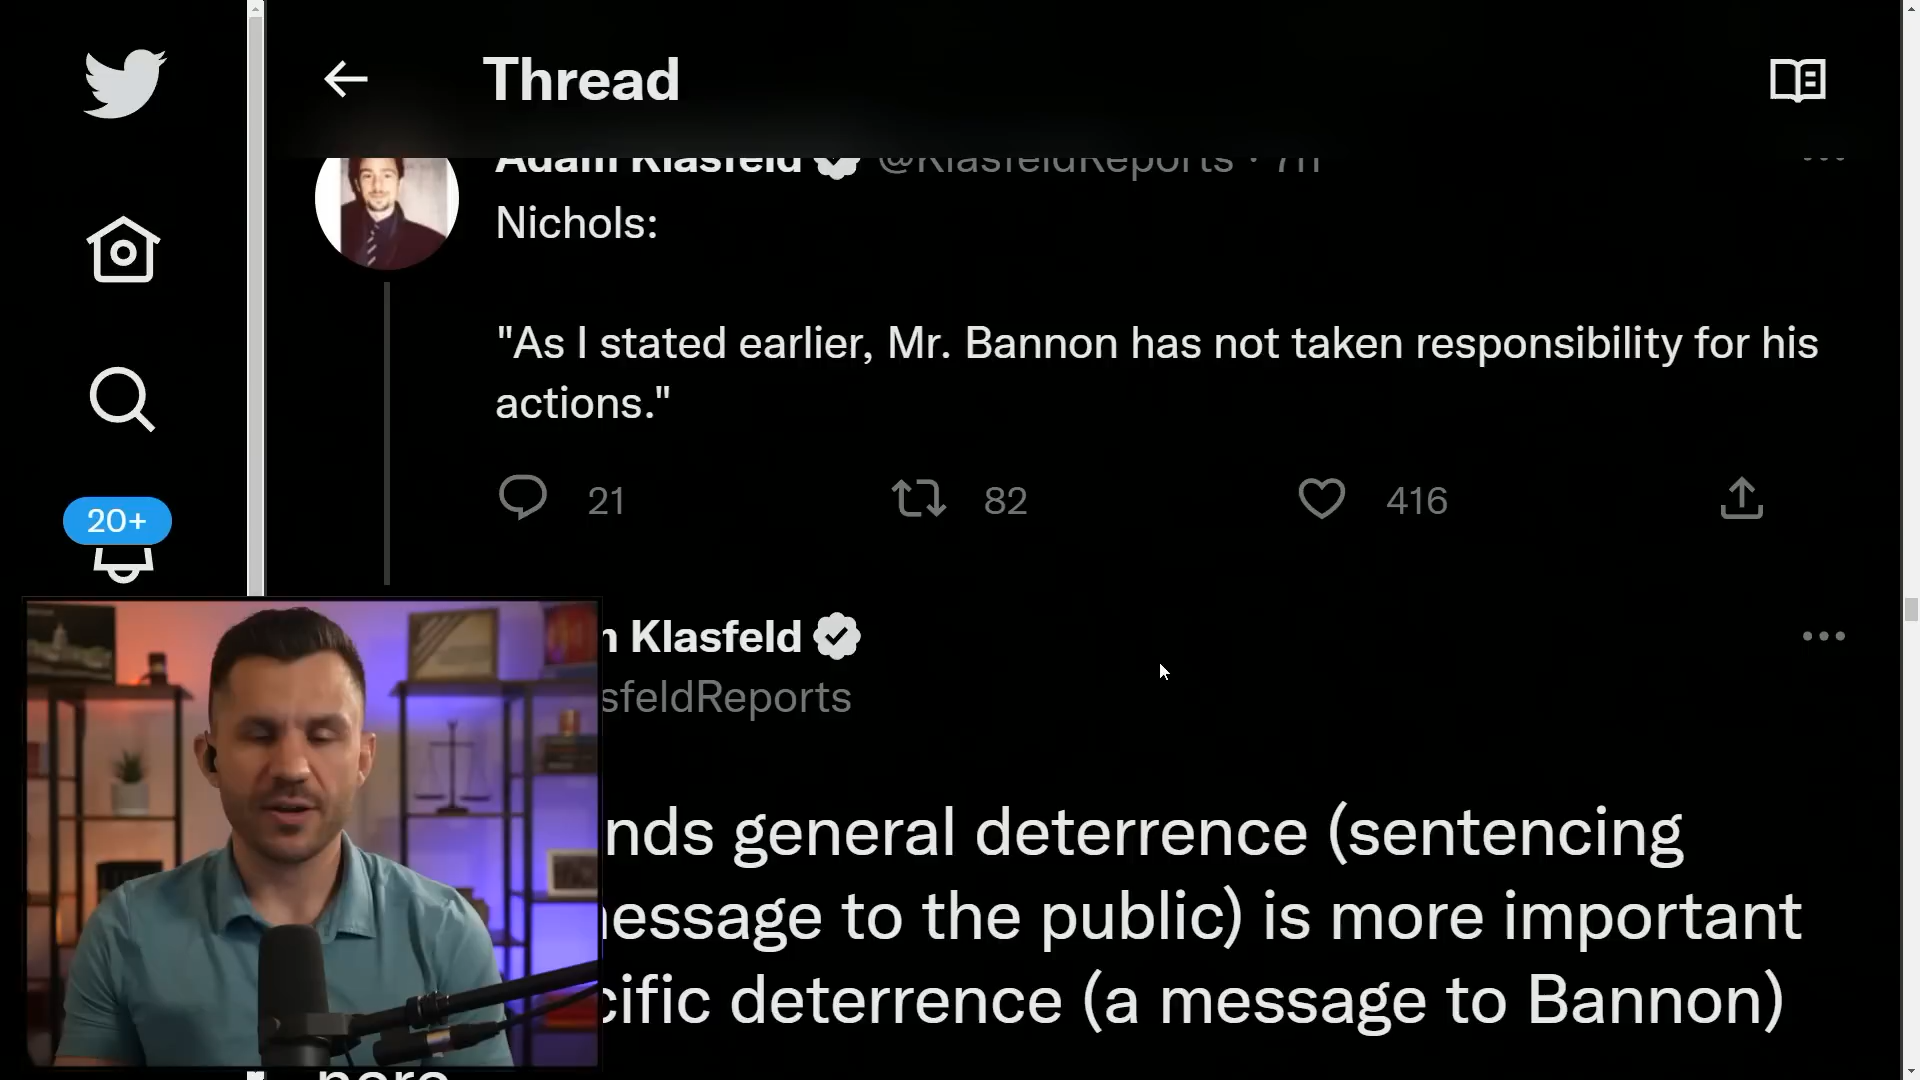 Thread
Adam Klasfeld @KlasfeldReports · 7h
Nichols:
"As I stated earlier, Mr. Bannon has not taken responsibility for his
actions."
21 82 416
20+
Klasfeld
sfeldReports
nds general deterrence (sentencing
essage to the public) is more important
cific deterrence (a message to Bannon)